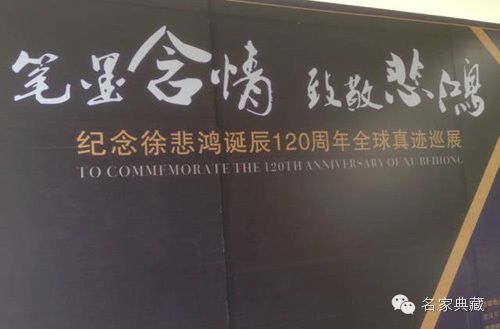 笔墨含情 致敬悲鸿
纪念徐悲鸿诞辰120周年全球真迹巡展
TO COMMEMORATE THE 120TH ANNIVERSARY OF XU BEIHONG
名家典藏